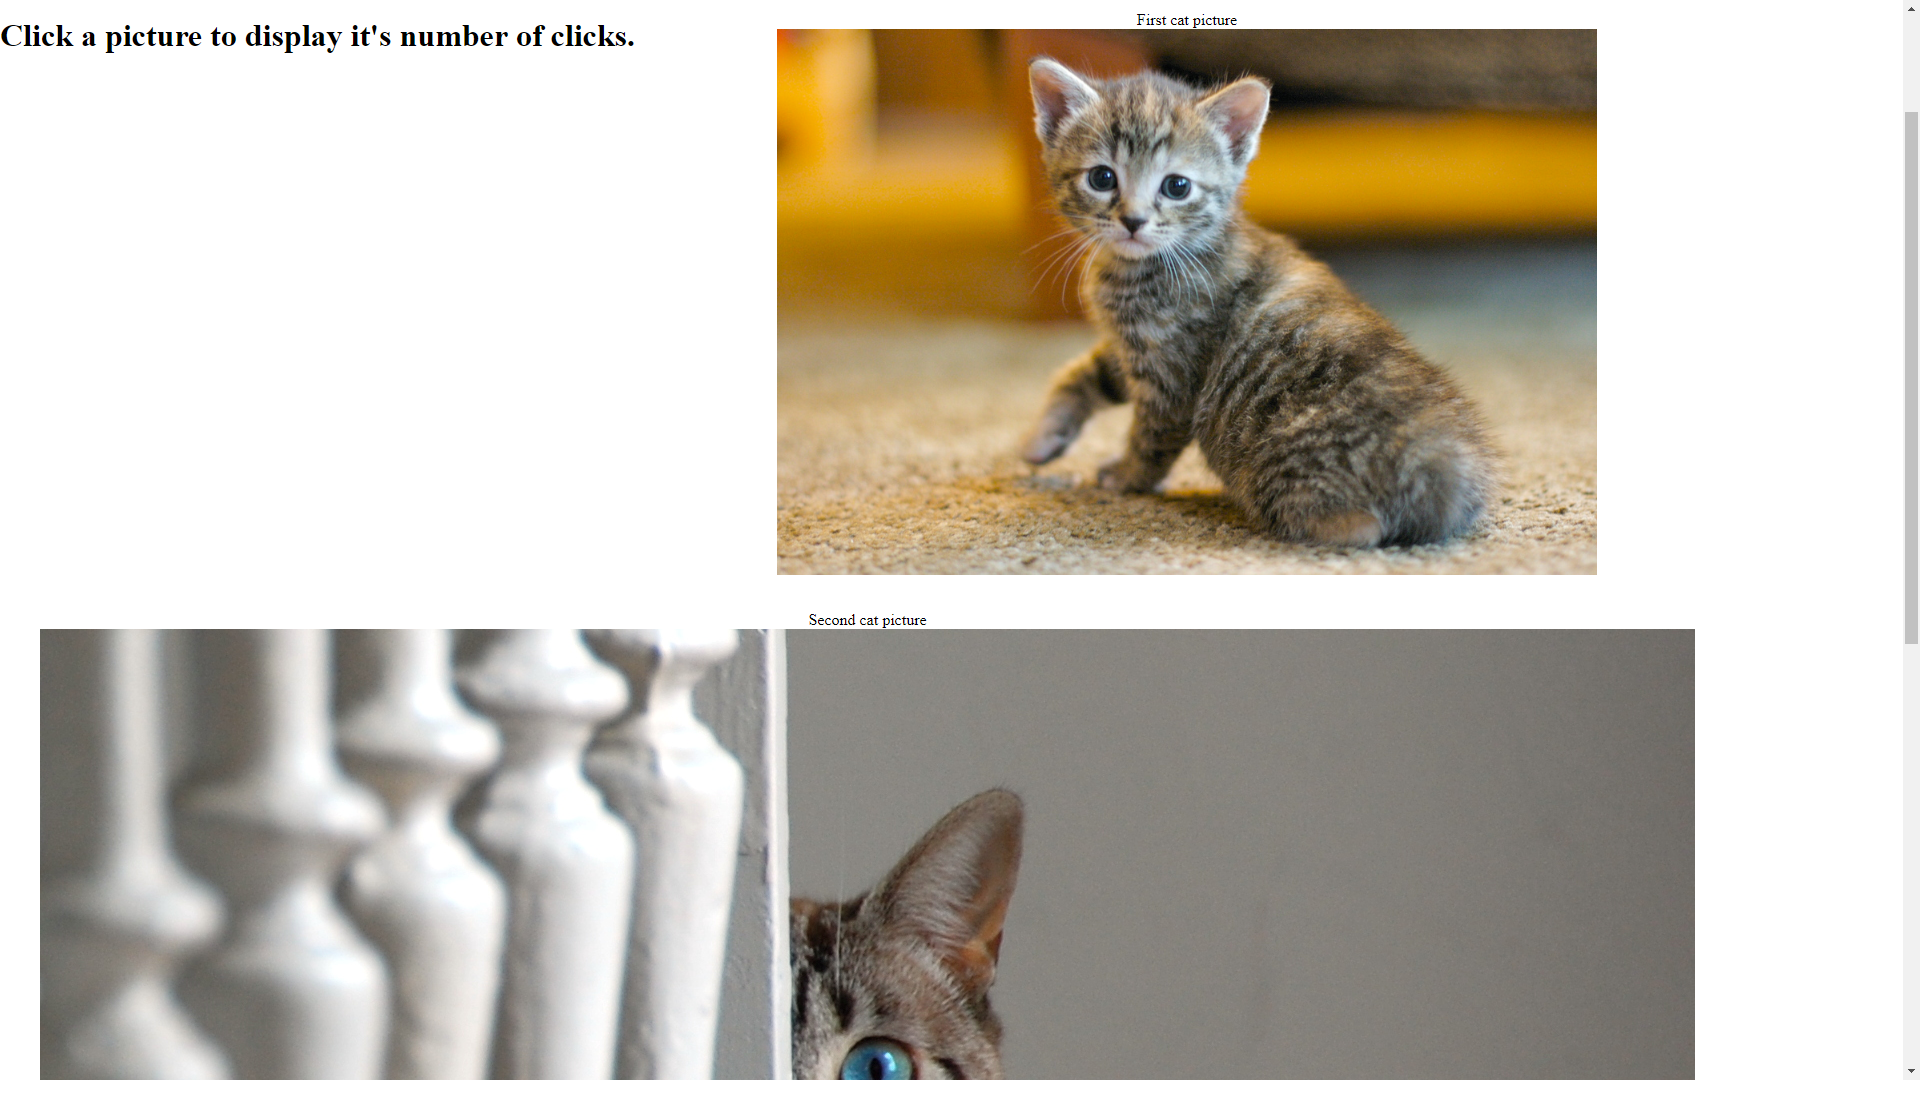 Click a picture to display it's number of clicks.
First cat picture
Second cat picture